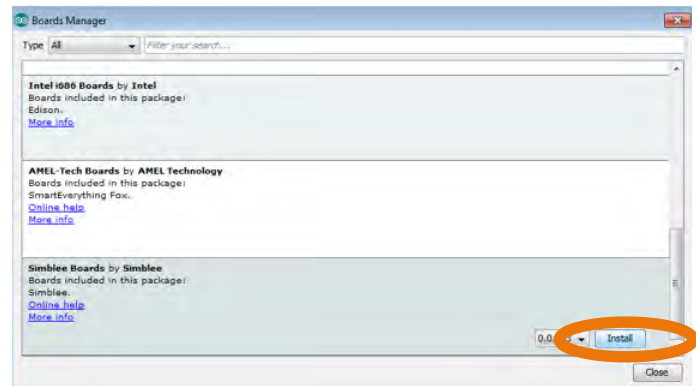 Boards Manager
Type All Filter your search...
Intel i686 Boards by Intel
Boards included in this package:
Edison.
More info
AMEL-Tech Boards by AMEL Technology
Boards included in this package:
SmartEverything Fox.
Online help
More info
Simblee Boards by Simblee
Boards included in this package:
Simblee.
Online help
More info
Install
Close